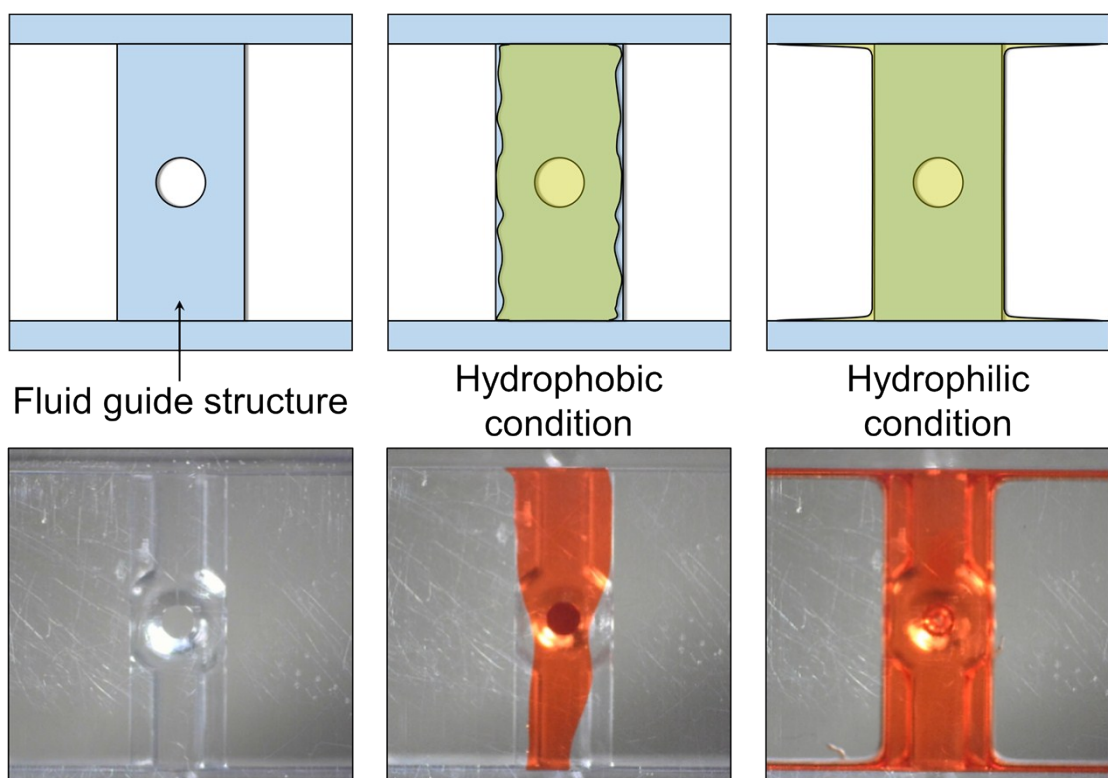 Fluid guide structure
Hydrophobic
condition
Hydrophilic
condition